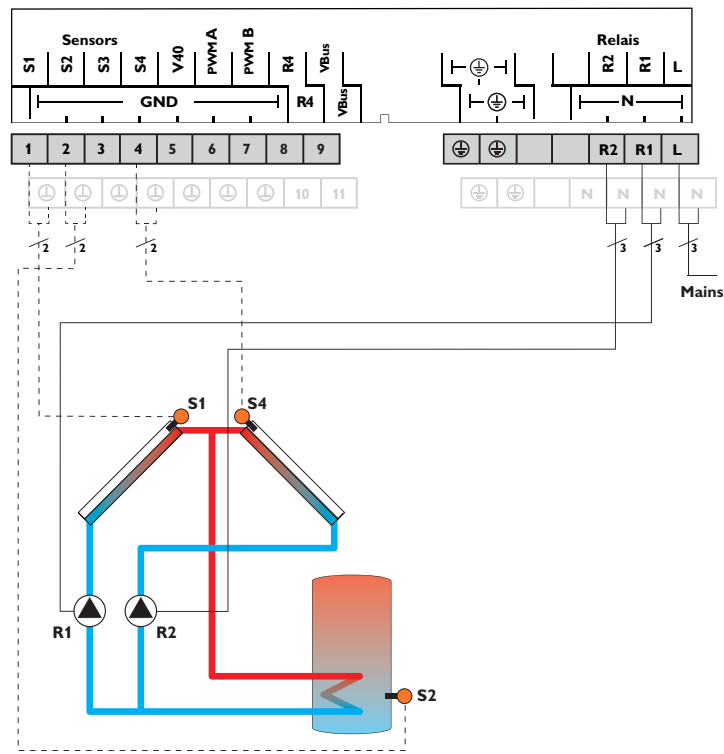 Sensors
Relais
S1 S2 S3 S4 V40 PWM A PWM B R4 VBus
R2 R1 L
GND R4 VBus
N
1 2 3 4 5 6 7 8 9
R2 R1 L
10 11
N N N N
2 2 2
3 3 3
Mains
S1 S4
R1 R2
S2